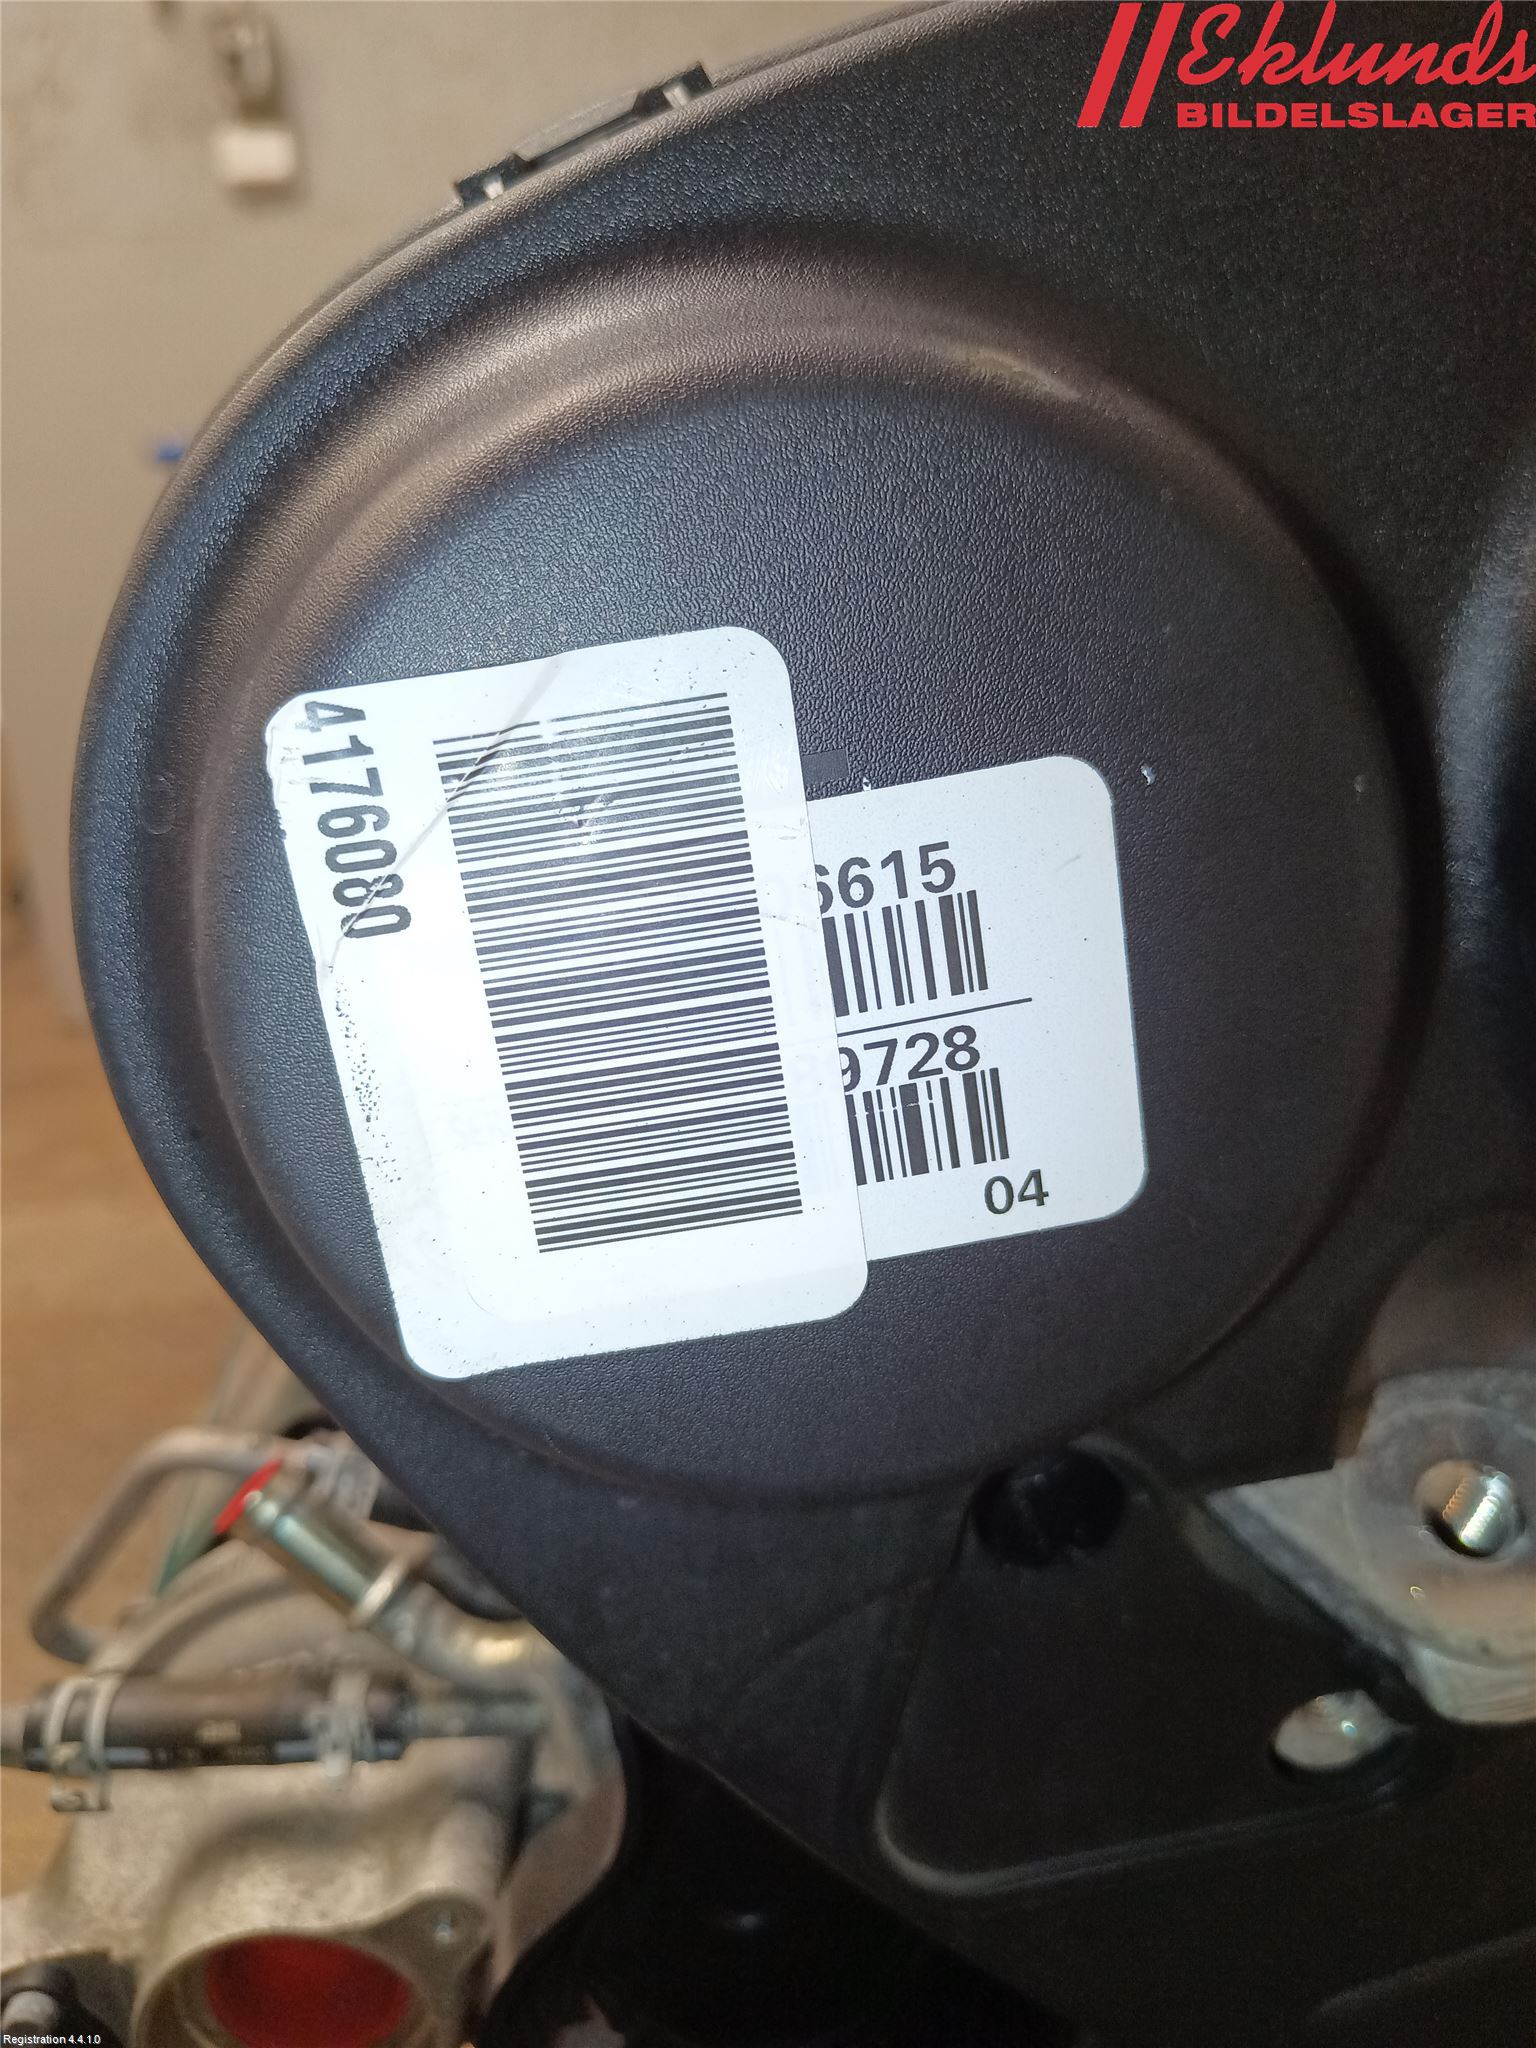 Eklunds
BILDELSLAGER
4176080
6615
9728
04
Registration 4.4.1.0